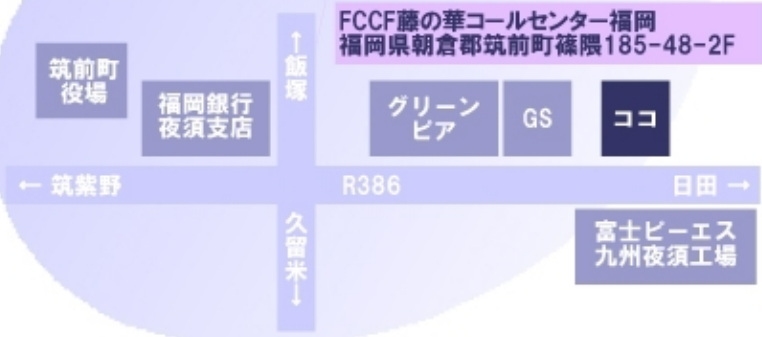 FCCF藤の華コールセンター福岡
福岡県朝倉郡筑前町篠隈185-48-2F
↑飯塚
筑前町
役場
福岡銀行
夜須支店
グリーン
ピア
GS
ココ
← 筑紫野
R386
日田 →
久留米↓
富士ピーエス
九州夜須工場